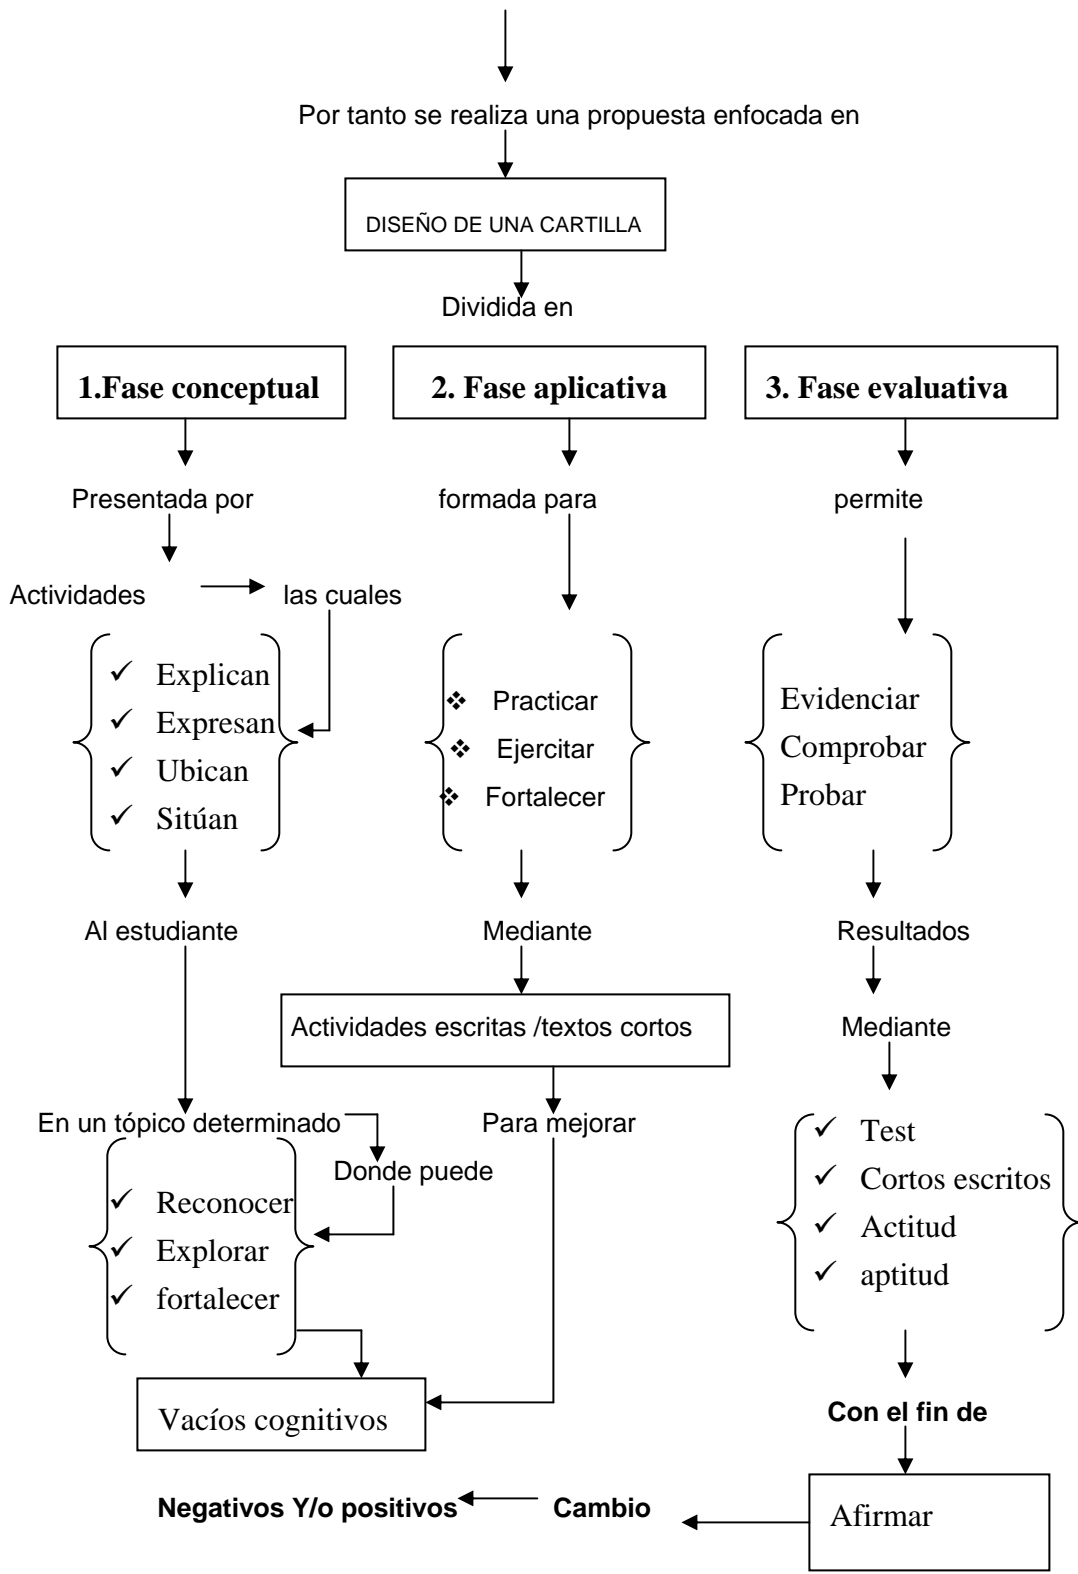 Por tanto se realiza una propuesta enfocada en
DISEÑO DE UNA CARTILLA
Dividida en
1.Fase conceptual
2. Fase aplicativa
3. Fase evaluativa
Presentada por
formada para
permite
Actividades
las cuales
Explican
Expresan
Ubican
Sitúan
Practicar
Ejercitar
Fortalecer
Evidenciar
Comprobar
Probar
Al estudiante
Mediante
Resultados
Actividades escritas /textos cortos
Mediante
En un tópico determinado
Para mejorar
Donde puede
Reconocer
Explorar
fortalecer
Test
Cortos escritos
Actitud
aptitud
Vacíos cognitivos
Con el fin de
Negativos Y/o positivos
Cambio
Afirmar